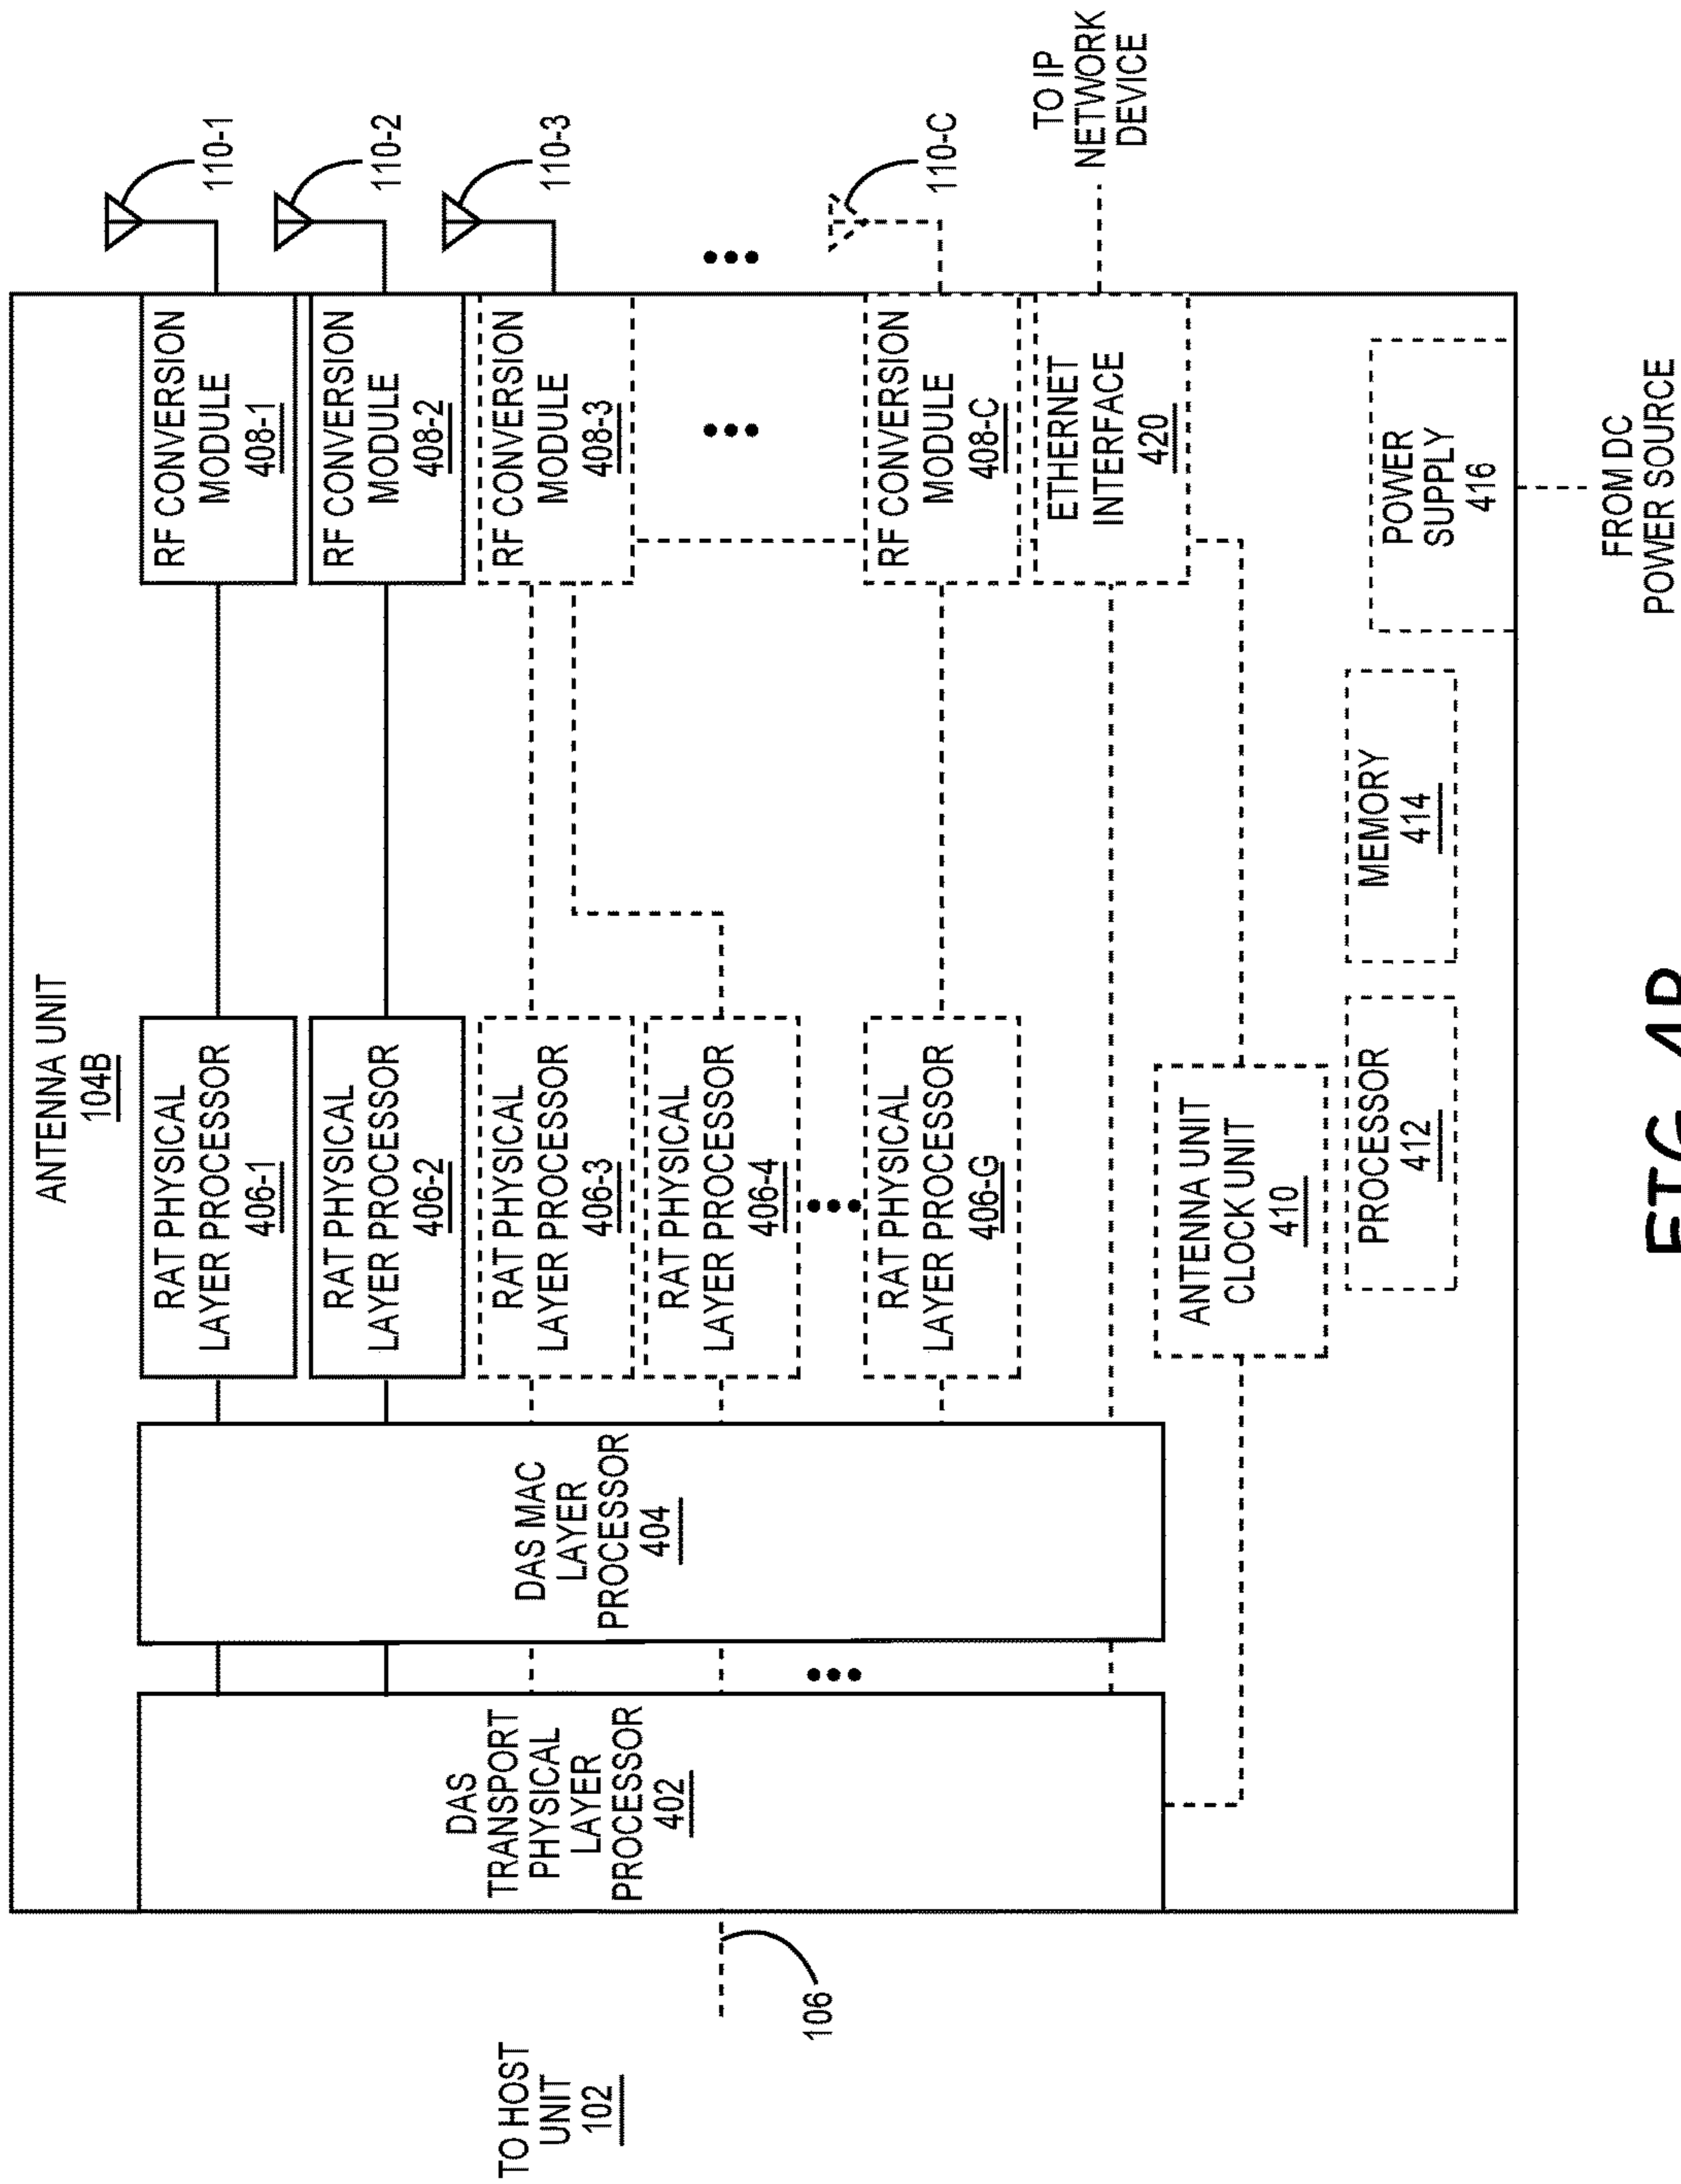 ANTENNA UNIT
104B
TO HOST
UNIT
102
106
DAS
TRANSPORT
PHYSICAL
LAYER
PROCESSOR
402
DAS MAC
LAYER
PROCESSOR
404
RAT PHYSICAL
LAYER PROCESSOR
406-1
RF CONVERSION
MODULE
408-1
110-1
RAT PHYSICAL
LAYER PROCESSOR
406-2
RF CONVERSION
MODULE
408-2
110-2
RAT PHYSICAL
LAYER PROCESSOR
406-3
RF CONVERSION
MODULE
408-3
110-3
RAT PHYSICAL
LAYER PROCESSOR
406-4
RAT PHYSICAL
LAYER PROCESSOR
406-G
RF CONVERSION
MODULE
408-C
110-C
ETHERNET
INTERFACE
420
TO IP
NETWORK
DEVICE
ANTENNA UNIT
CLOCK UNIT
410
PROCESSOR
412
MEMORY
414
POWER
SUPPLY
416
FROM DC
POWER SOURCE
FIG. 4B